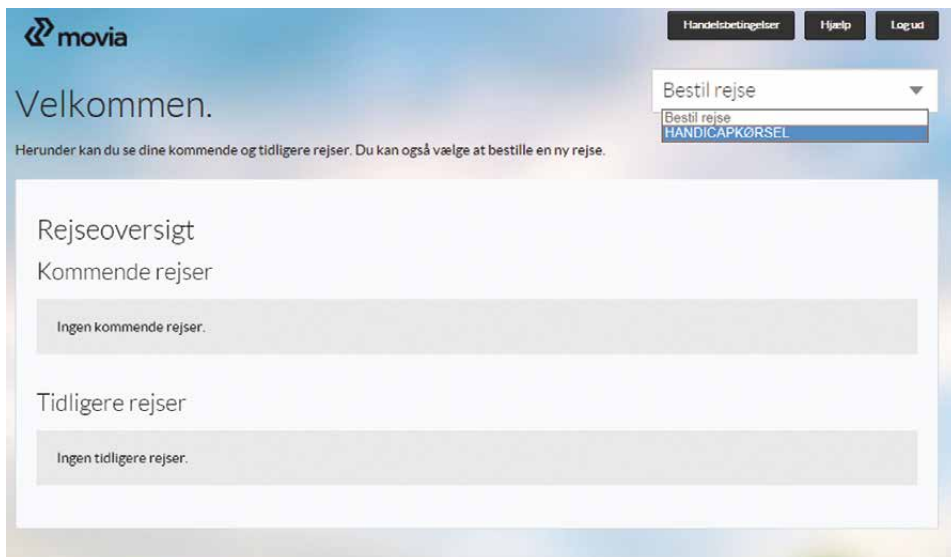 movia
Handelsbetingelser
Hjælp
Log ud
Velkommen.
Bestil rejse
Bestil rejse
HANDICAPKØRSEL
Herunder kan du se dine kommende og tidligere rejser. Du kan også vælge at bestille en ny rejse.
Rejseoversigt
Kommende rejser
Ingen kommende rejser.
Tidligere rejser
Ingen tidligere rejser.